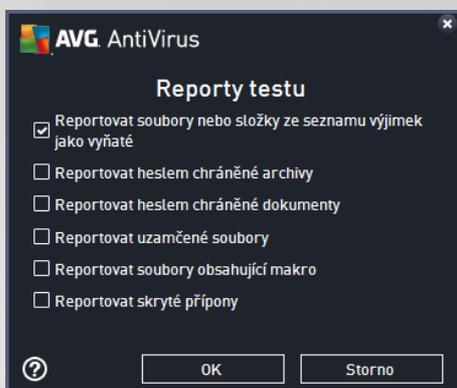 AVG. AntiVirus
Reporty testu
Reportovat soubory nebo složky ze seznamu výjimek
jako vyňaté
Reportovat heslem chráněné archivy
Reportovat heslem chráněné dokumenty
Reportovat uzamčené soubory
Reportovat soubory obsahující makro
Reportovat skryté přípony
?
OK
Storno